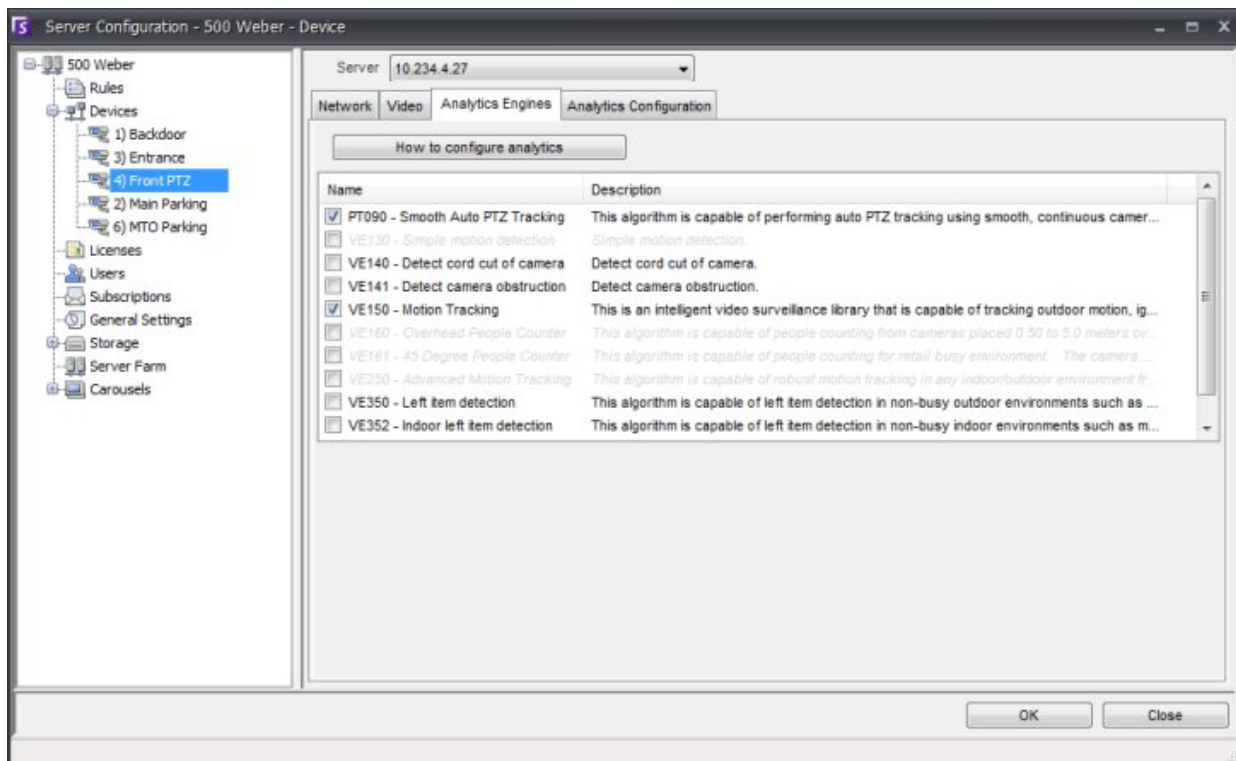 Server Configuration - 500 Weber - Device
500 Weber
Rules
Devices
1) Backdoor
3) Entrance
4) Front PTZ
2) Main Parking
6) MTO Parking
Licenses
Users
Subscriptions
General Settings
Storage
Server Farm
Carousels
Server 10.234.4.27
Network Video Analytics Engines Analytics Configuration
How to configure analytics
Name Description
PT090 - Smooth Auto PTZ Tracking This algorithm is capable of performing auto PTZ tracking using smooth, continuous camer...
VE130 - Simple motion detection Simple motion detection.
VE140 - Detect cord cut of camera Detect cord cut of camera.
VE141 - Detect camera obstruction Detect camera obstruction.
VE150 - Motion Tracking This is an intelligent video surveillance library that is capable of tracking outdoor motion, ig...
VE160 - Overhead People Counter This algorithm is capable of people counting from cameras placed 0.50 to 5.0 meters ov...
VE161 - 45 Degree People Counter This algorithm is capable of people counting for retail busy environment. The camera ...
VE250 - Advanced Motion Tracking This algorithm is capable of robust motion tracking in any indoor/outdoor environment fr...
VE350 - Left item detection This algorithm is capable of left item detection in non-busy outdoor environments such as ...
VE352 - Indoor left item detection This algorithm is capable of left item detection in non-busy indoor environments such as m...
OK Close